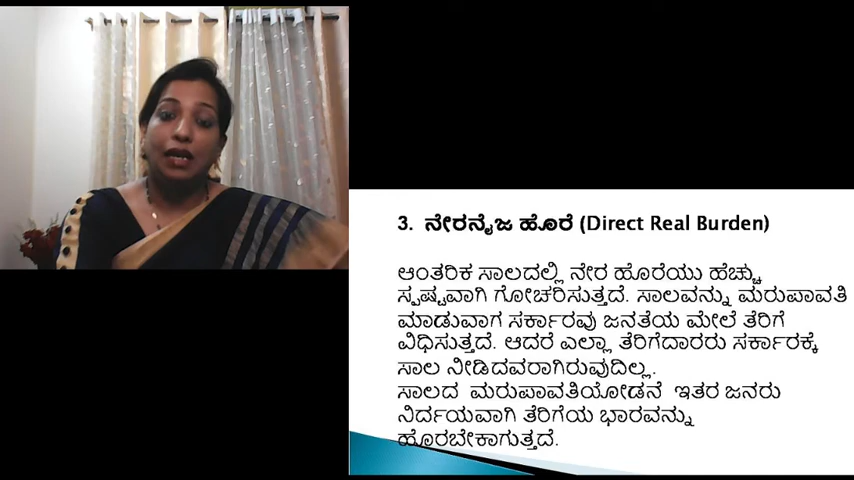 3. ನೇರನೈಜ ಹೊರೆ (Direct Real Burden)
ಆಂತರಿಕ ಸಾಲದಲ್ಲಿ ನೇರ ಹೊರೆಯು ಹೆಚ್ಚು
ಸ್ಪಷ್ಟವಾಗಿ ಗೋಚರಿಸುತ್ತದೆ. ಸಾಲವನ್ನು ಮರುಪಾವತಿ
ಮಾಡುವಾಗ ಸರ್ಕಾರವು ಜನತೆಯ ಮೇಲೆ ತೆರಿಗೆ
ವಿಧಿಸುತ್ತದೆ. ಆದರೆ ಎಲ್ಲಾ ತೆರಿಗೆದಾರರು ಸರ್ಕಾರಕ್ಕೆ
ಸಾಲ ನೀಡಿದವರಾಗಿರುವುದಿಲ್ಲ.
ಸಾಲದ ಮರುಪಾವತಿಯೋಡನೆ ಇತರ ಜನರು
ನಿರ್ದಯವಾಗಿ ತೆರಿಗೆಯ ಭಾರವನ್ನು
ಹೊರಬೇಕಾಗುತ್ತದೆ.